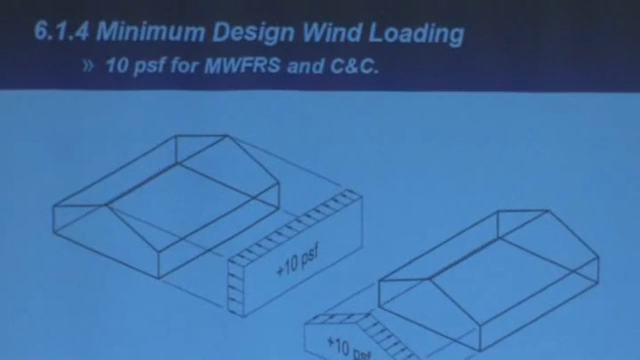 6.1.4 Minimum Design Wind Loading
» 10 psf for MWFRS and C&C.
+10 psf
+10 psf